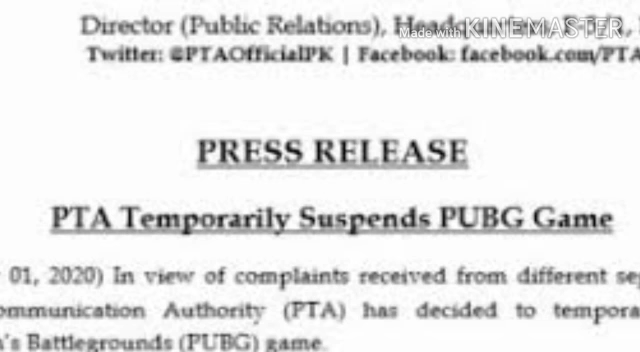 Director (Public Relations),
Made with KINEMASTER
Twitter: @PTAOfficialPK | Facebook: facebook.com/PTA
PRESS RELEASE
PTA Temporarily Suspends PUBG Game
01, 2020) In view of complaints received from different se
ommunication Authority (PTA) has decided to tempora
's Battlegrounds (PUBG) game.